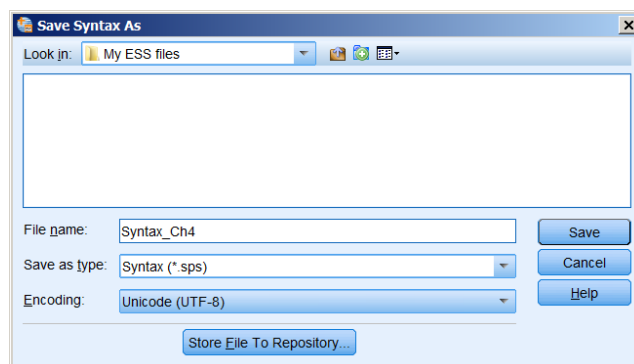 Save Syntax As
Look in: My ESS files
File name: Syntax_Ch4 Save
Save as type: Syntax (*.sps) Cancel
Encoding: Unicode (UTF-8) Help
Store File To Repository...